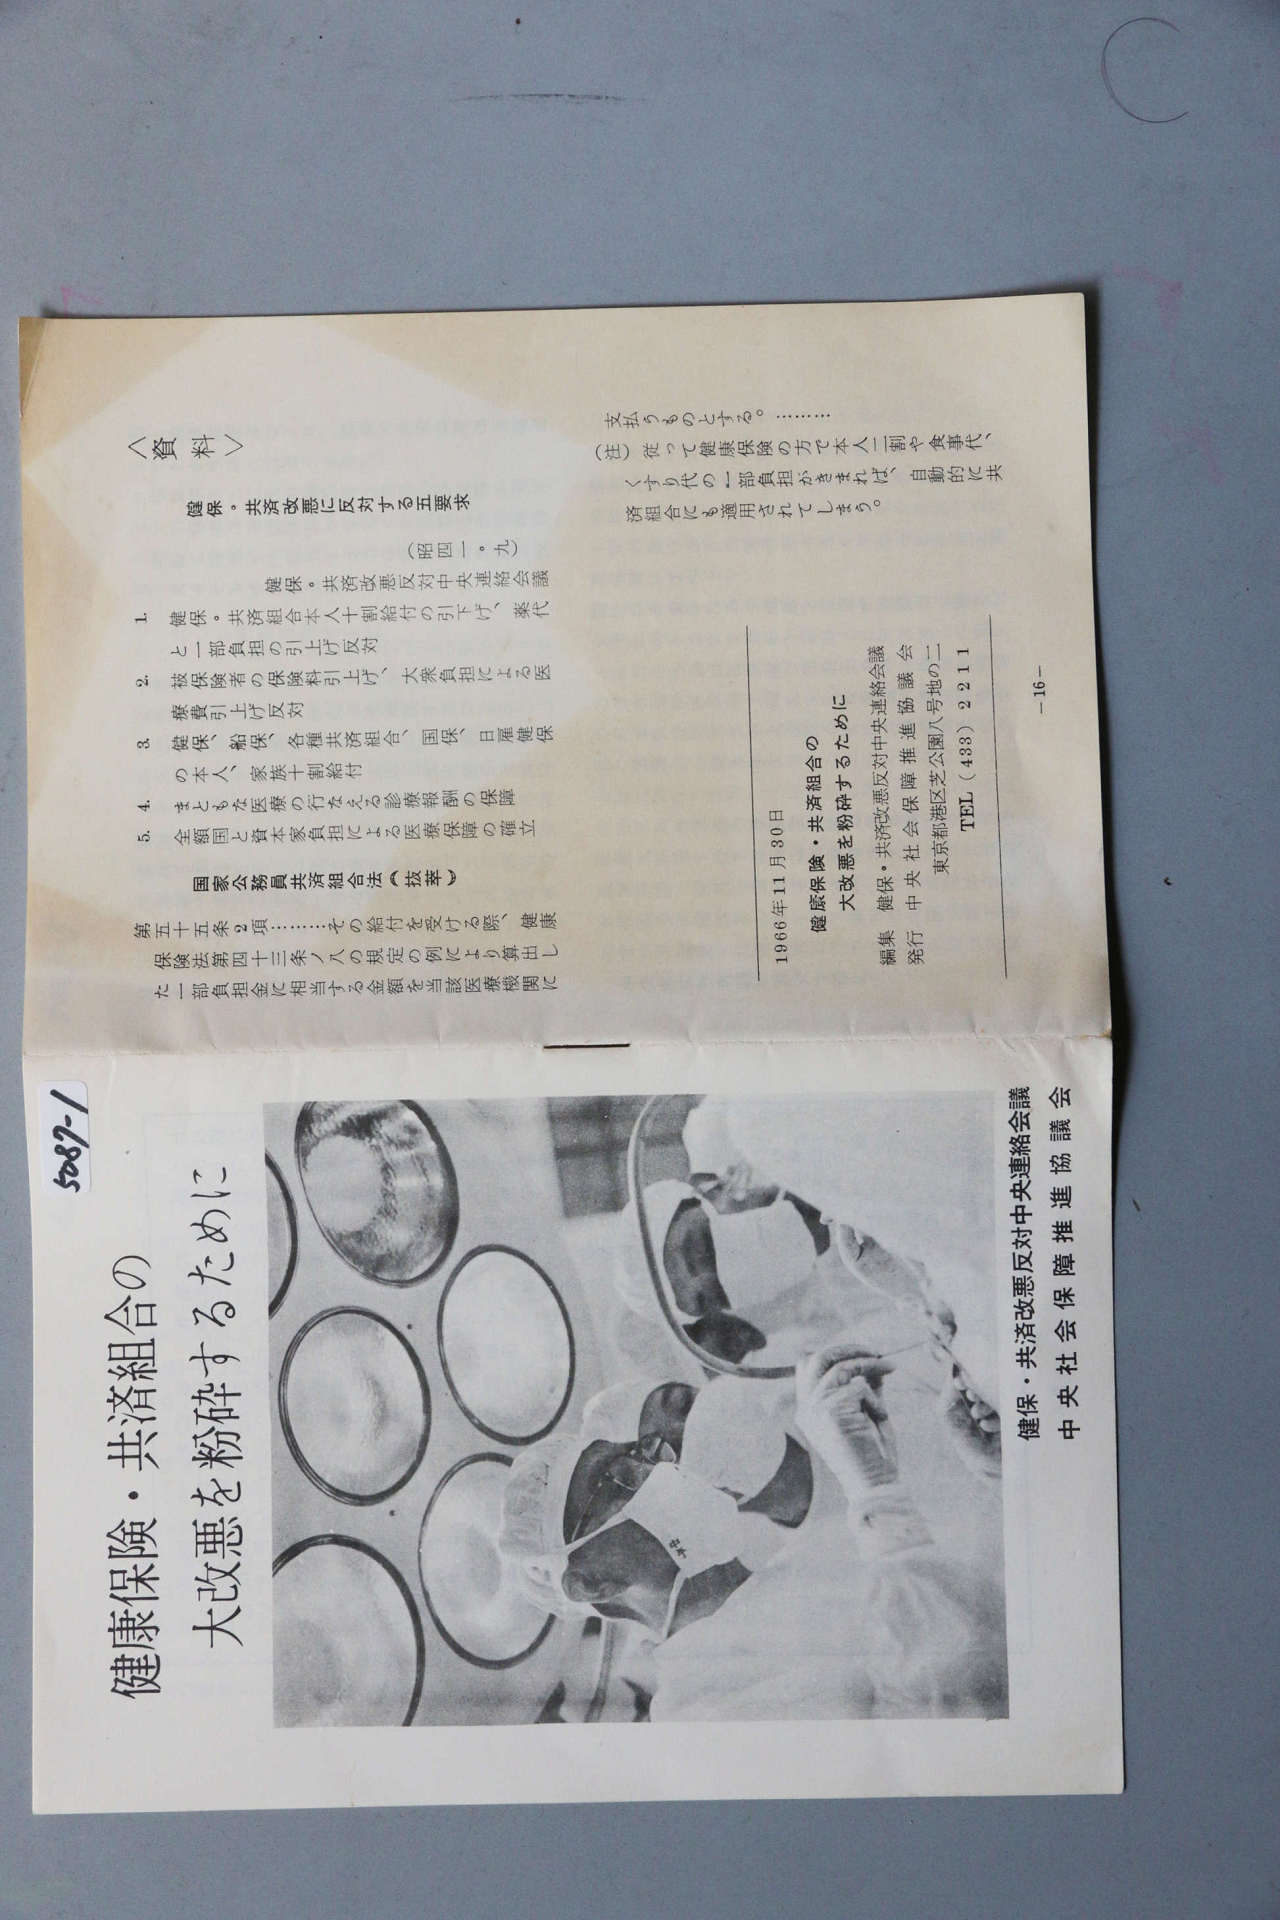 5087-1
健康保険・共済組合の
大改悪を粉砕するために
健保・共済改悪反対中央連絡会議
中央社会保障推進協議会
〈資料〉
健保・共済改悪に反対する五要求
(昭四一・九)
健保・共済改悪反対中央連絡会議
1. 健保・共済組合本人十割給付の引下げ、薬代
と一部負担の引上げ反対
2. 被保険者の保険料引上げ、大衆負担による医
療費引上げ反対
3. 健保、船保、各種共済組合、国保、日雇健保
の本人、家族十割給付
4. まともな医療の行なえる診療報酬の保障
5. 全額国と資本家負担による医療保障の確立
国家公務員共済組合法(抜萃)
第五十五条2項………その給付を受ける際、健康
保険法第四十三条ノ八の規定の例により算出し
た一部負担金に相当する金額を当該医療機関に
支払うものとする。………
(注)従って健康保険の方で本人二割や食事代、
くすり代の一部負担がきまれば、自動的に共
済組合にも適用されてしまう。
1966年11月30日
健康保険・共済組合の
大改悪を粉砕するために
編集 健保・共済改悪反対中央連絡会議
発行 中央社会保障推進協議会
東京都港区芝公園八号地の二
TEL (433) 2211
-16-